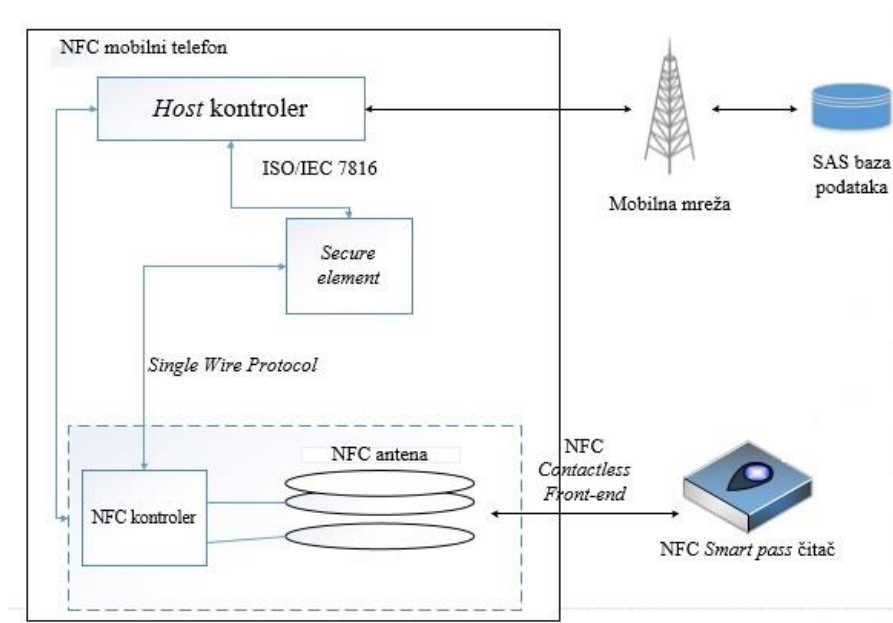 NFC mobilni telefon
Host kontroler
ISO/IEC 7816
Secure
element
Single Wire Protocol
NFC antena
NFC kontroler
NFC
Contactless
Front-end
Mobilna mreža
SAS baza
podataka
NFC Smart pass čitač